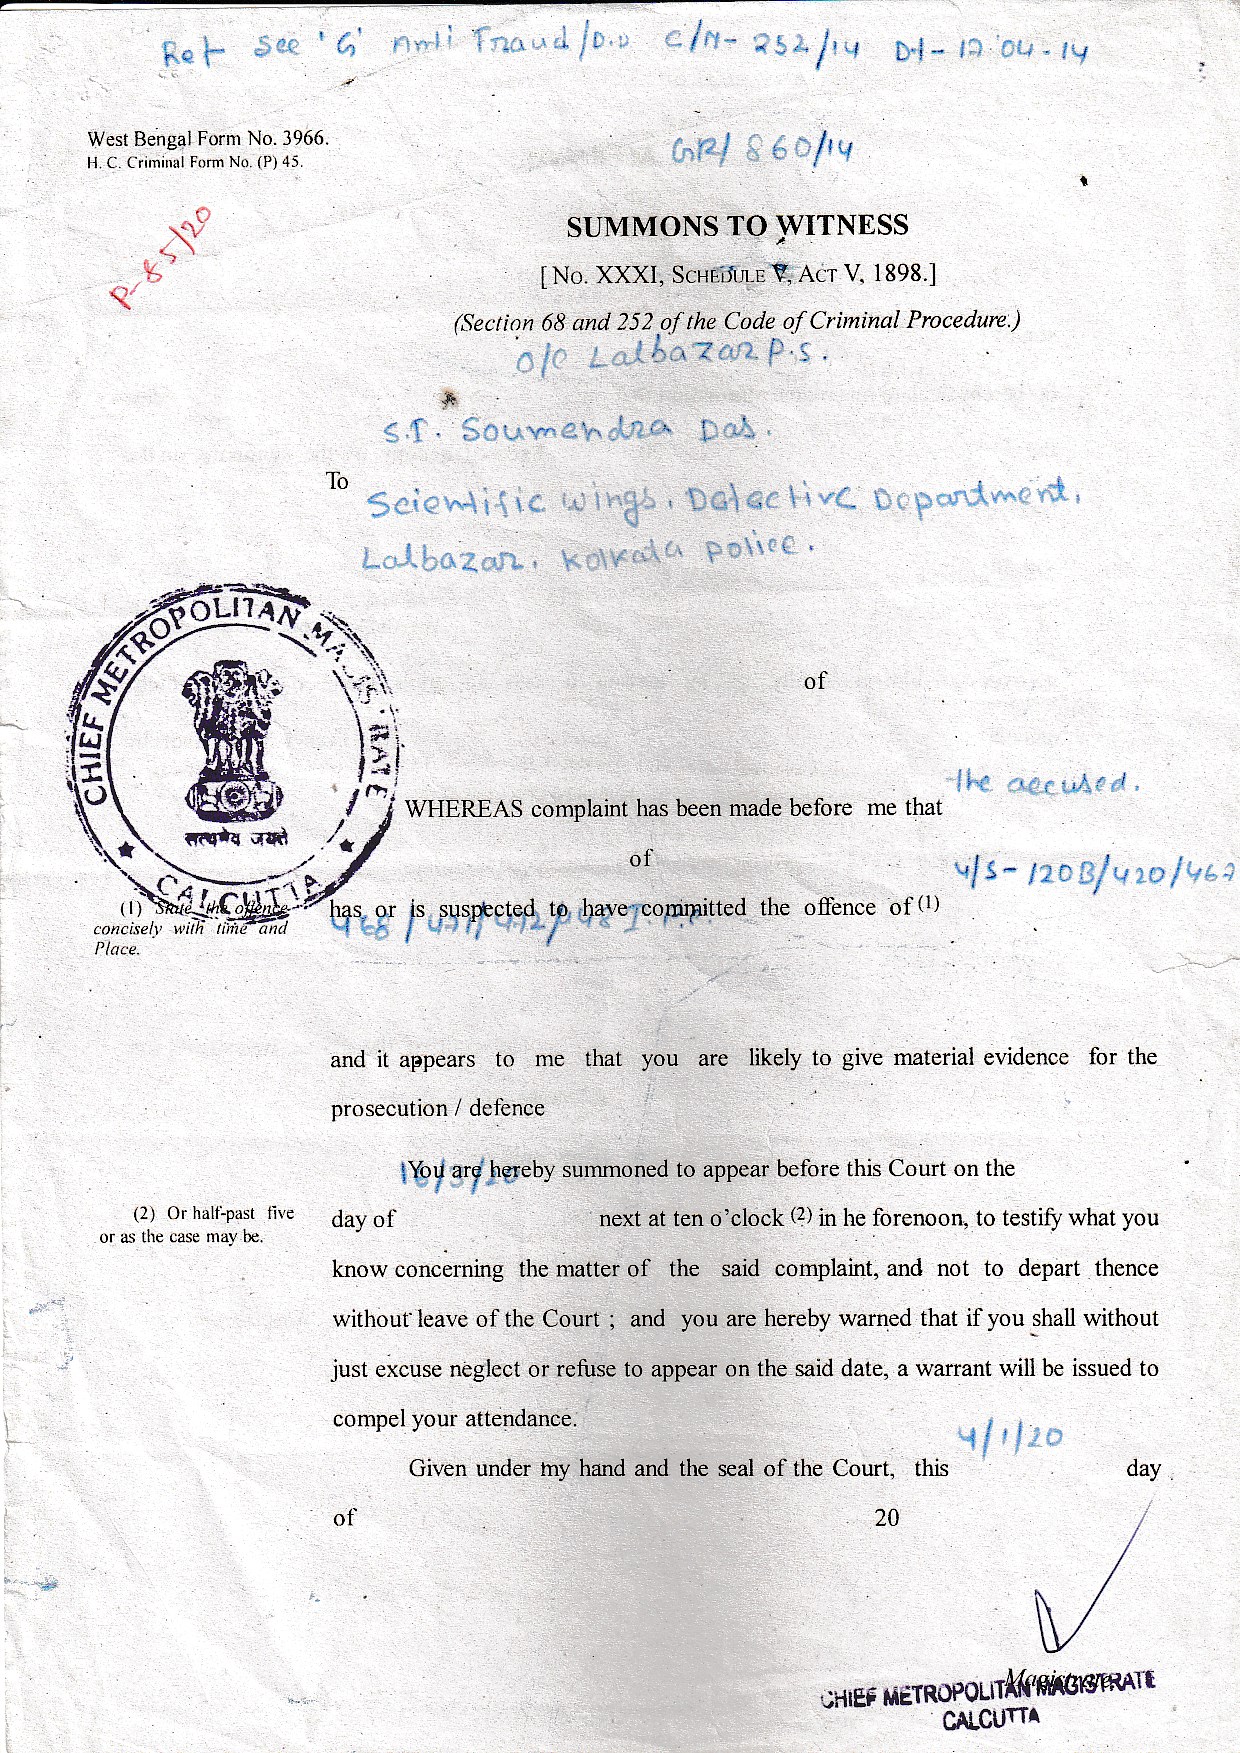 Ref See 'G' Anti Fraud/D.D C/N- 252/14 Dt- 17.04.14
West Bengal Form No. 3966.
H. C. Criminal Form No. (P) 45.
GR/ 860/14
P-85/20
SUMMONS TO WITNESS
[ No. XXXI, SCHEDULE V, ACT V, 1898.]
(Section 68 and 252 of the Code of Criminal Procedure.)
O/C Lalbazar P.S.
S.I. Soumendra Das.
To
Scientific Wings, Detective Department,
Lalbazar, Kolkata police.
CHIEF METROPOLITAN MAGISTRATE
सत्यमेव जयते
CALCUTTA
of
the accused.
WHEREAS complaint has been made before me that
of
u/s- 120B/420/467
(1) State the offence concisely with time and Place.
has or is suspected to have committed the offence of (1)
468/471/472/
and it appears to me that you are likely to give material evidence for the
prosecution / defence
16/3/20
You are hereby summoned to appear before this Court on the
(2) Or half-past five
or as the case may be.
day of next at ten o'clock (2) in he forenoon, to testify what you
know concerning the matter of the said complaint, and not to depart thence
without leave of the Court ; and you are hereby warned that if you shall without
just excuse neglect or refuse to appear on the said date, a warrant will be issued to
compel your attendance.
4/1/20
Given under my hand and the seal of the Court, this day
of 20
Magistrate
CHIEF METROPOLITAN MAGISTRATE
CALCUTTA